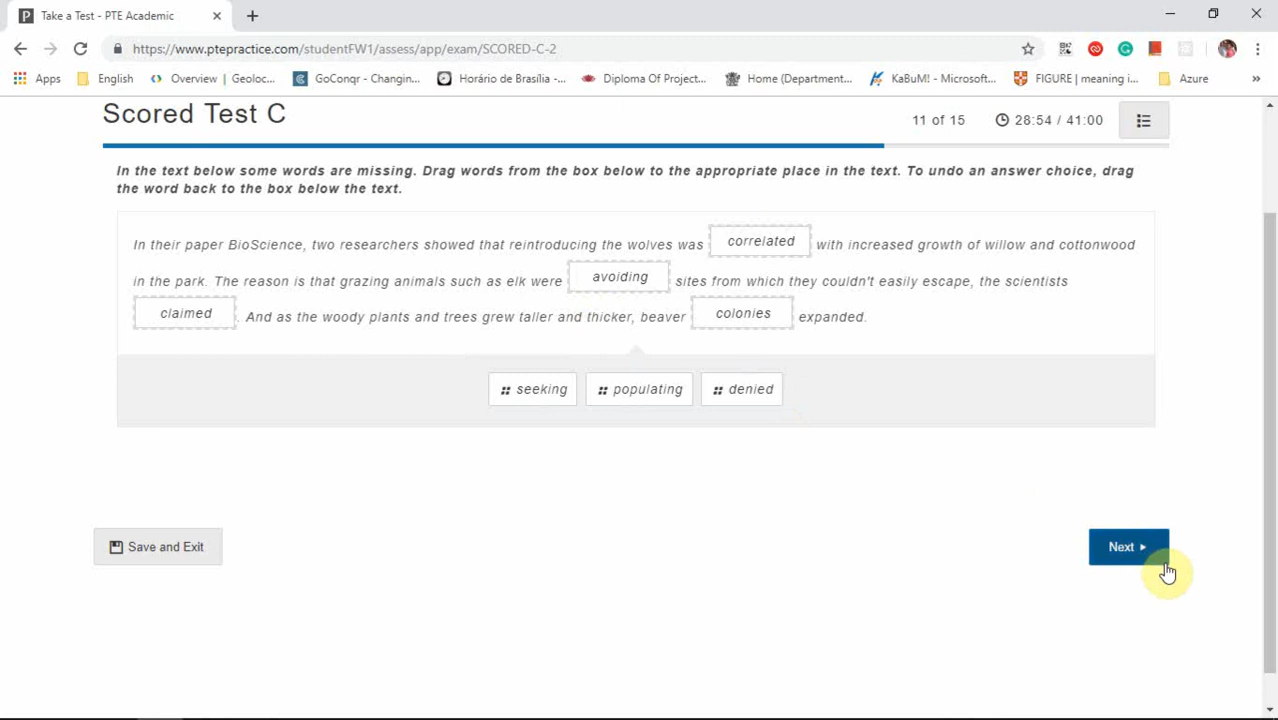 Take a Test - PTE Academic
https://www.ptepractice.com/studentFW1/assess/app/exam/SCORED-C-2
Apps English Overview | Geoloc... GoConqr - Changin... Horário de Brasília -... Diploma Of Project... Home (Department... KaBuM! - Microsoft... FIGURE | meaning i... Azure »
Scored Test C 11 of 15 28:54 / 41:00
In the text below some words are missing. Drag words from the box below to the appropriate place in the text. To undo an answer choice, drag
the word back to the box below the text.
In their paper BioScience, two researchers showed that reintroducing the wolves was correlated with increased growth of willow and cottonwood
in the park. The reason is that grazing animals such as elk were avoiding sites from which they couldn't easily escape, the scientists
claimed . And as the woody plants and trees grew taller and thicker, beaver colonies expanded.
seeking populating denied
Save and Exit Next